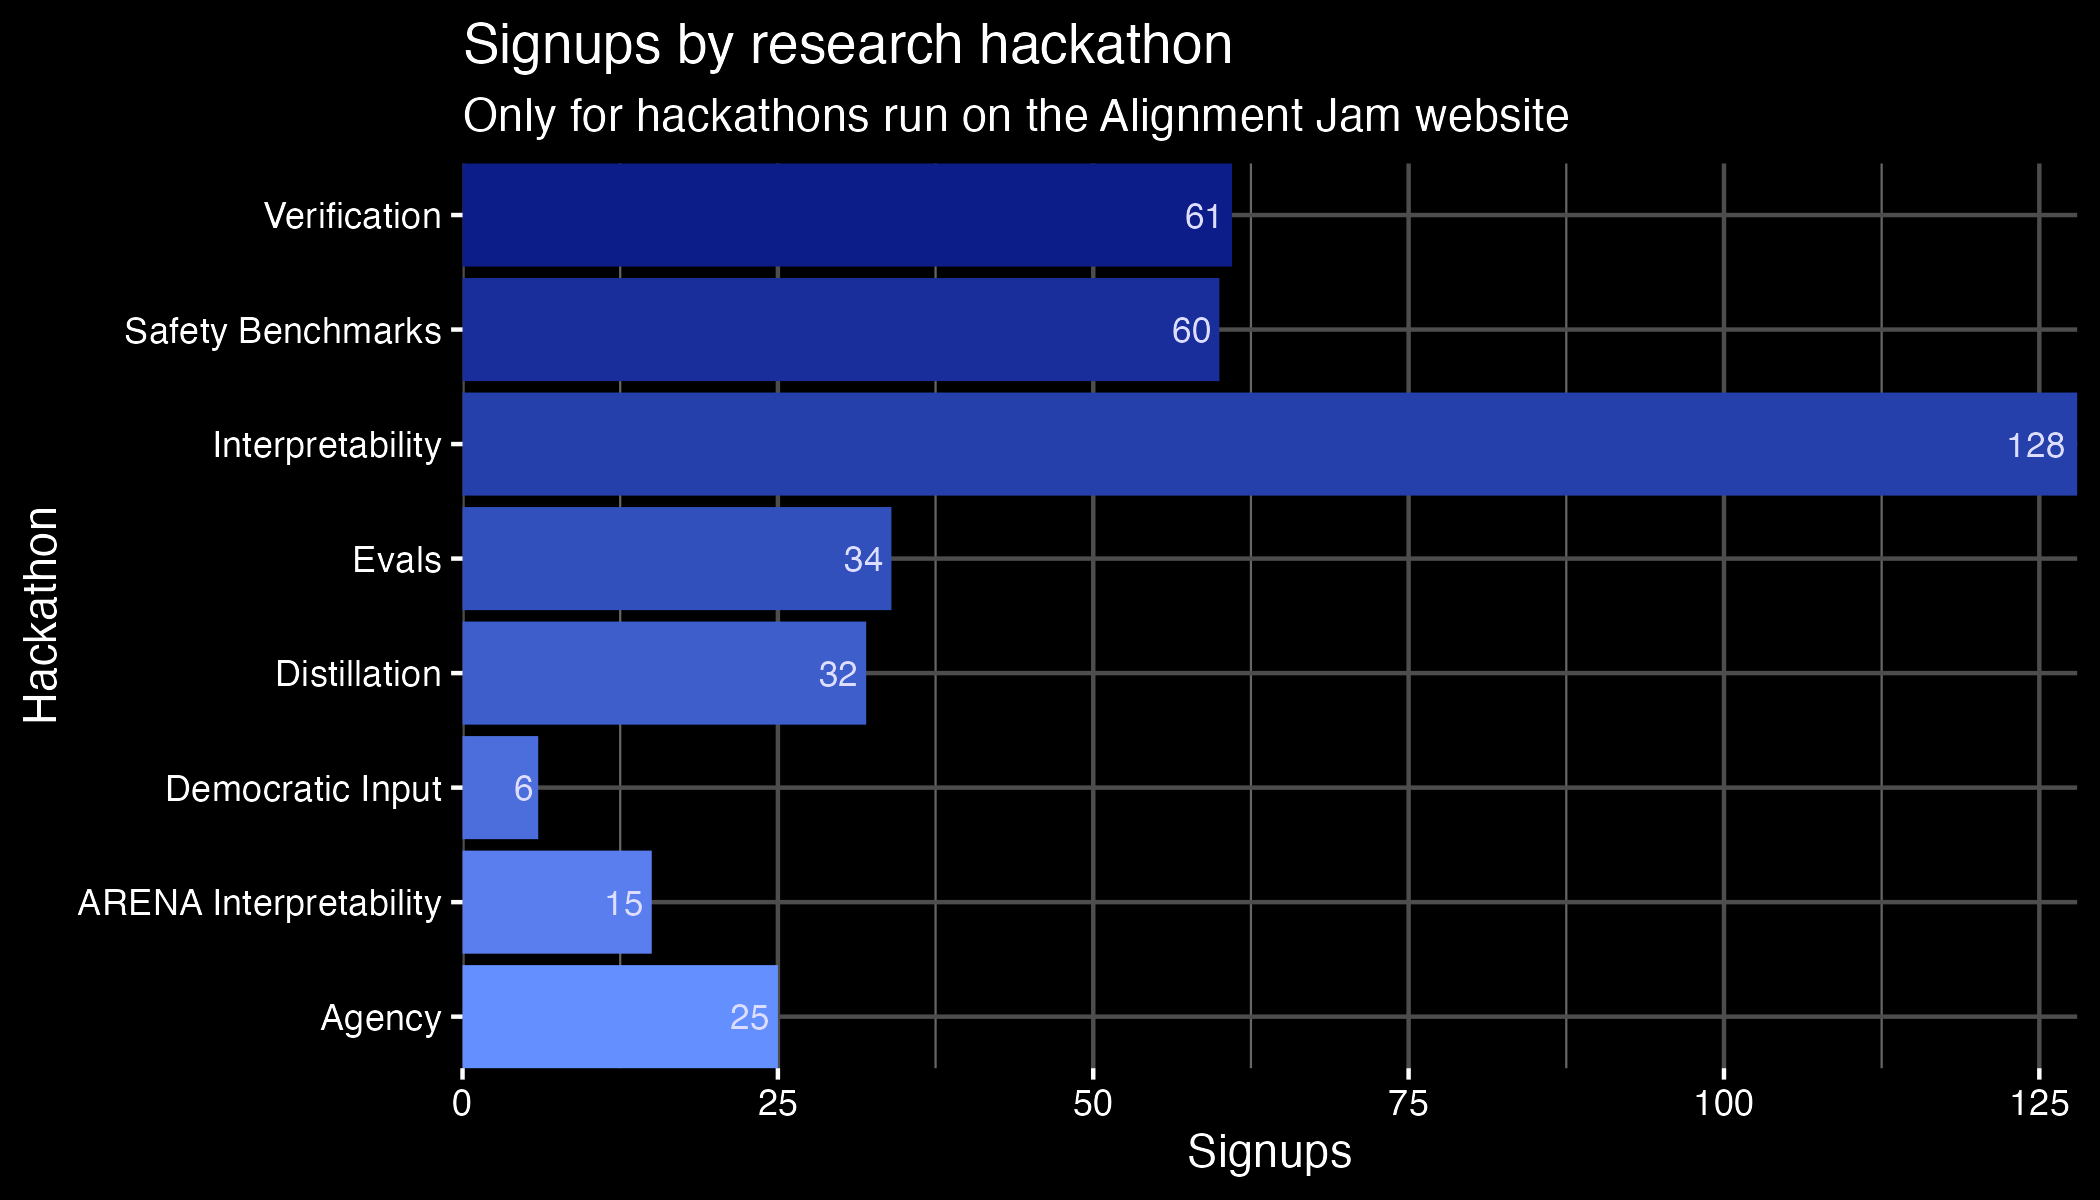 Signups by research hackathon
Only for hackathons run on the Alignment Jam website
Hackathon
Verification 61
Safety Benchmarks 60
Interpretability 128
Evals 34
Distillation 32
Democratic Input 6
ARENA Interpretability 15
Agency 25
0 25 50 75 100 125
Signups